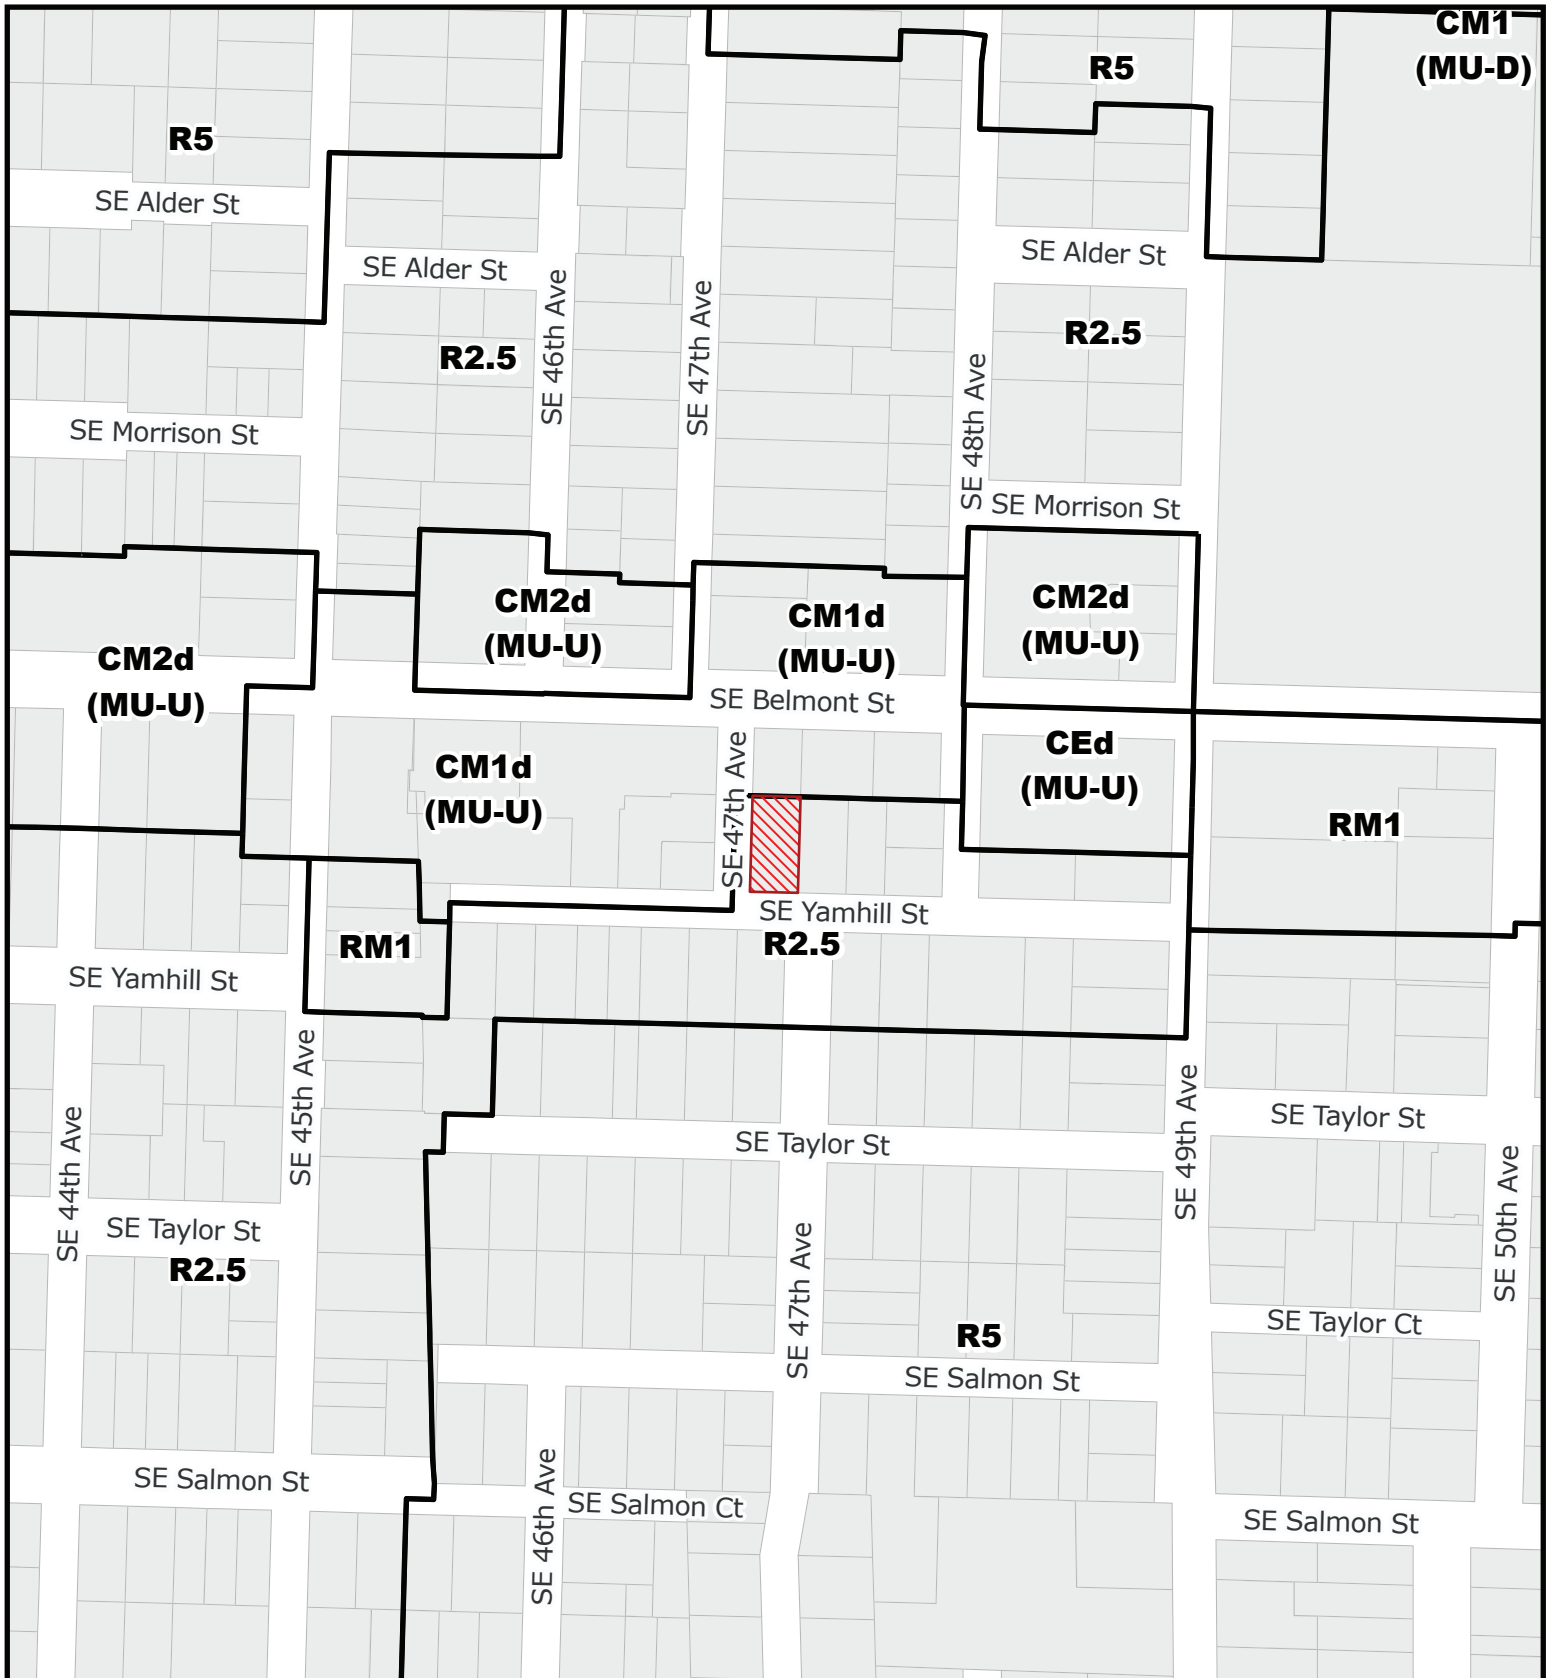 CM1
(MU-D)
R5
R5
SE Alder St
SE Alder St
SE Alder St
SE 46th Ave
SE 47th Ave
R2.5
R2.5
SE 48th Ave
SE Morrison St
SE Morrison St
CM2d
(MU-U)
CM1d
(MU-U)
CM2d
(MU-U)
CM2d
(MU-U)
SE Belmont St
CEd
(MU-U)
CM1d
(MU-U)
SE 47th Ave
RM1
SE Yamhill St
R2.5
RM1
SE Yamhill St
SE 45th Ave
SE 44th Ave
SE 49th Ave
SE Taylor St
SE Taylor St
SE 50th Ave
SE Taylor St
R2.5
SE 47th Ave
SE Taylor Ct
R5
SE Salmon St
SE Salmon St
SE 46th Ave
SE Salmon Ct
SE Salmon St